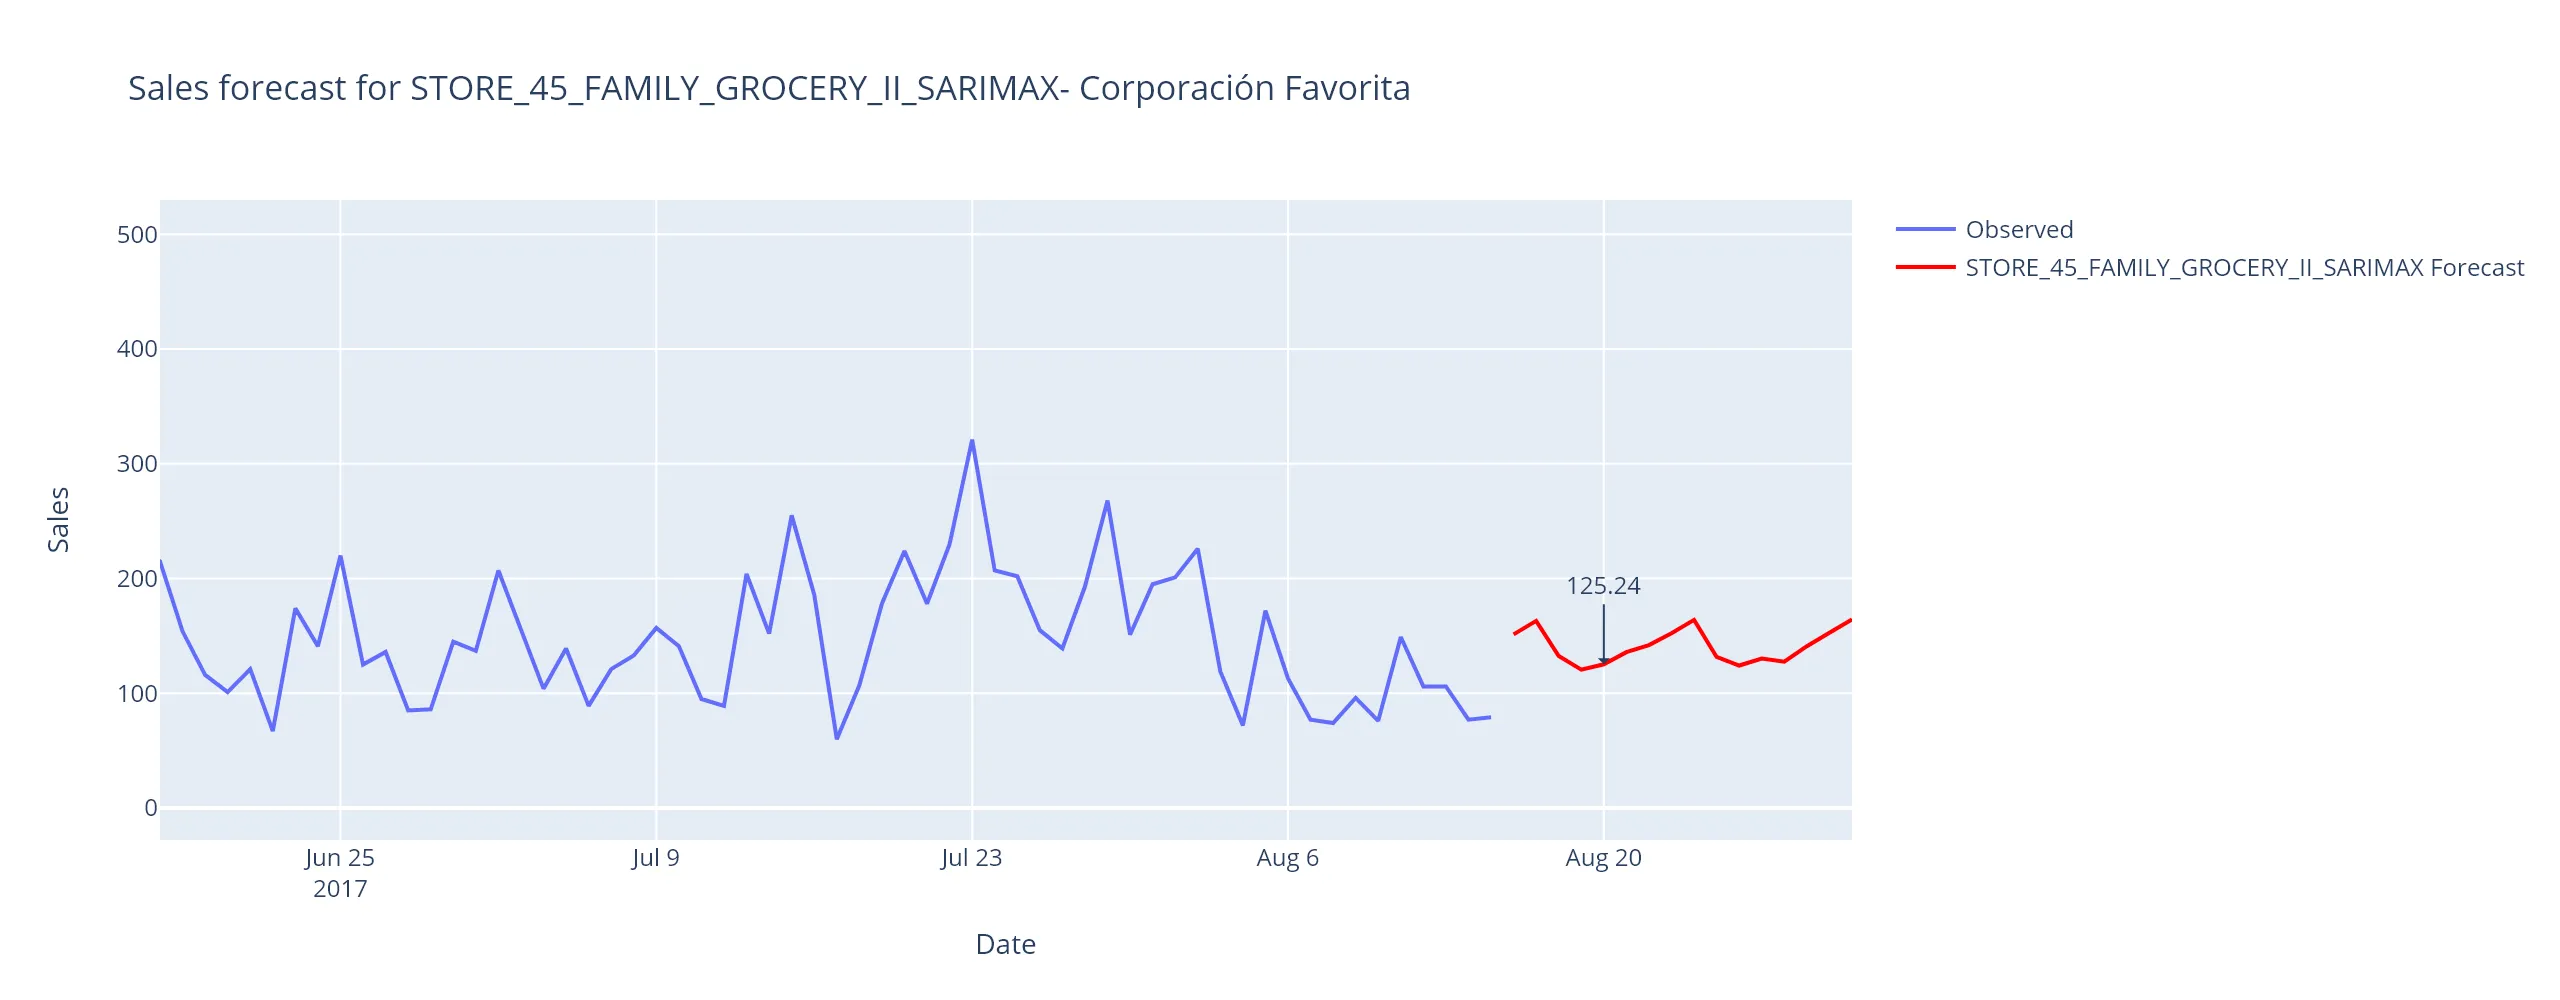 Sales forecast for STORE_45_FAMILY_GROCERY_II_SARIMAX- Corporación Favorita
Observed
STORE_45_FAMILY_GROCERY_II_SARIMAX Forecast
500
400
300
200
100
0
Sales
125.24
Jun 25
2017
Jul 9
Jul 23
Aug 6
Aug 20
Date